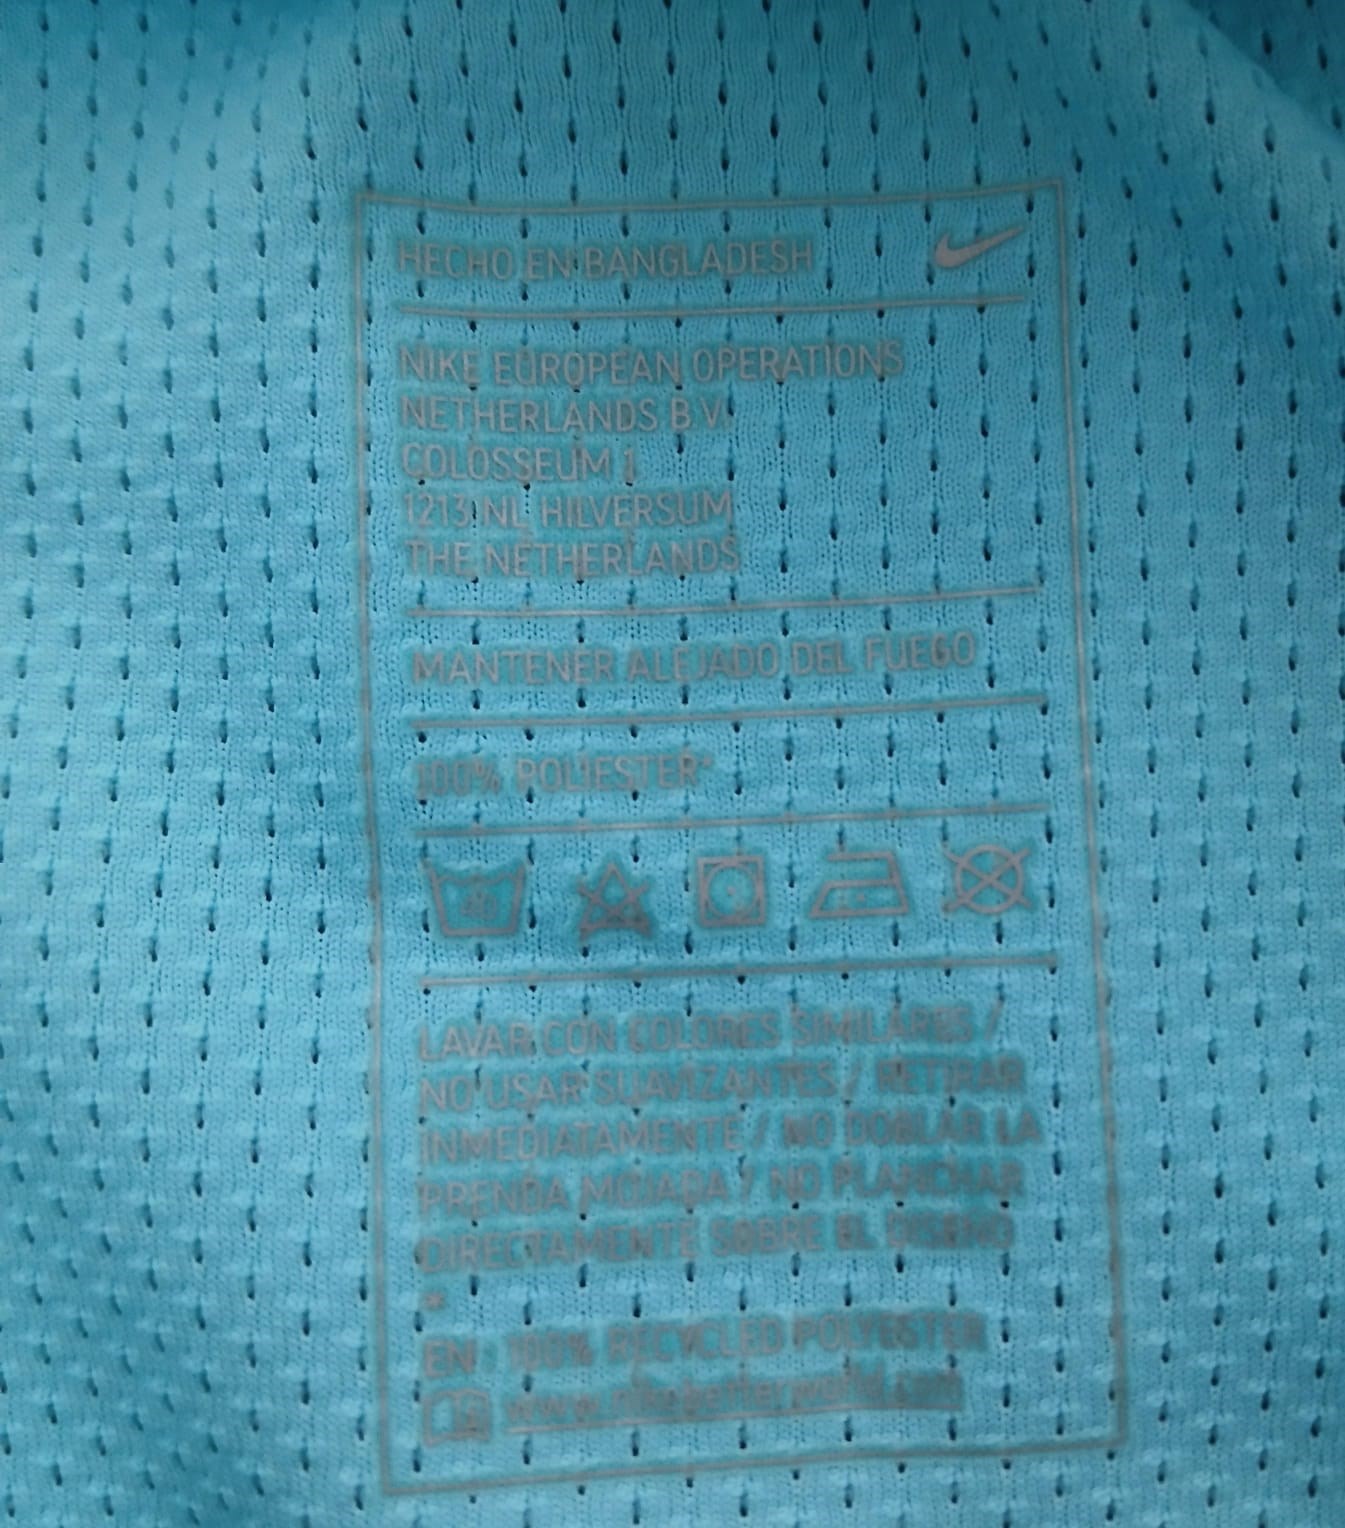 HECHO EN BANGLADESH
NIKE EUROPEAN OPERATIONS
NETHERLANDS B.V.
COLOSSEUM 1
1213 NL HILVERSUM
THE NETHERLANDS
MANTENER ALEJADO DEL FUEGO
100% POLIESTER*
40
LAVAR CON COLORES SIMILARES /
NO USAR SUAVIZANTES / RETIRAR
INMEDIATAMENTE / NO DOBLAR LA
PRENDA MOJADA / NO PLANCHAR
DIRECTAMENTE SOBRE EL DISENO
*
EN : 100% RECYCLED POLYESTER
www.nikebetterworld.com